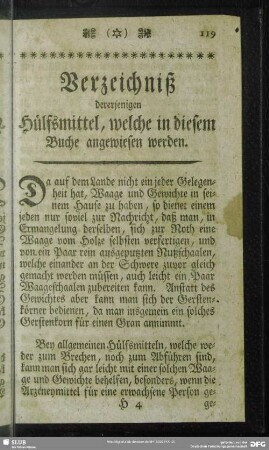 (✡) 119
Verzeichniß
dererjenigen
Hülfsmittel, welche in diesem
Buche angewiesen werden.
Da auf dem Lande nicht ein jeder Gelegen-
heit hat, Waage und Gewichte in sei-
nem Hause zu haben, so dienet einem
jeden nur soviel zur Nachricht, daß man, in
Ermangelung derselben, sich zur Noth eine
Waage vom Holze selbsten verfertigen, und
von ein Paar rein ausgeputzten Nußschaalen,
welche einander an der Schwere zuvor gleich
gemacht werden müssen, auch leicht ein Paar
Waageschaalen zubereiten kann. Anstatt des
Gewichtes aber kann man sich der Gersten-
körner bedienen, da man insgemein ein solches
Gerstenkorn für einen Gran annimmt.
Bey allgemeinen Hülfsmitteln, welche we-
der zum Brechen, noch zum Abführen sind,
kann man sich gar leicht mit einer solchen Waa-
ge und Gewichte behelfen, besonders, wenn die
Arzeneymittel für eine erwachsene Person ge-
H 4 ge-
SLUB